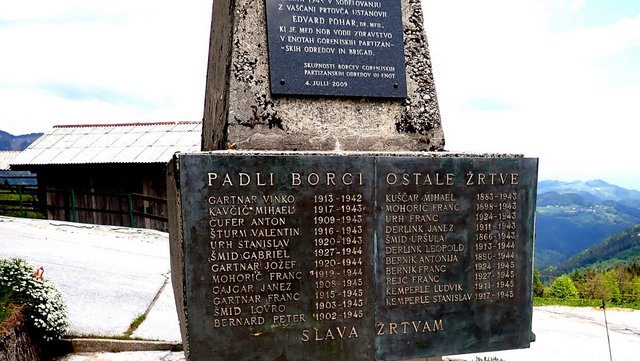 V SODELOVANJU
Z VAŠČANI PRTOVČA USTANOVIL
EDVARD POHAR, DR. MED.,
KI JE MED NOB VODIL ZDRAVSTVO
V ENOTAH GORENJSKIH PARTIZAN-
SKIH ODREDOV IN BRIGAD.
SKUPNOSTI BORCEV GORENJSKIH
PARTIZANSKIH ODREDOV IN ENOT
4. JULIJ 2009
PADLI BORCI
GARTNAR VINKO 1913-1942
KAVČIČ MIHAEL 1917-1943
ČUFER ANTON 1909-1943
ŠTURM VALENTIN 1916-1943
URH STANISLAV 1920-1943
ŠMID GABRIEL 1927-1944
GARTNAR JOŽEF 1920-1944
MOHORIČ FRANC 1919-1944
GAJGAR JANEZ 1908-1945
GARTNAR FRANC 1915-1945
ŠMID LOVRO 1903-1945
BERNARD PETER 1902-1945
OSTALE ŽRTVE
KUŠČAR MIHAEL 1883-1943
MOHORIČ FRANC 1913-1943
URH FRANC 1924-1943
DERLINK JANEZ 1911-1943
ŠMID URŠULA 1866-1943
DERLINK LEOPOLD 1913-1944
BERNIK ANTONIJA 1890-1944
BERNIK FRANC 1924-1945
REJC FRANC 1927-1945
KEMPERLE LUDVIK 1911-1945
KEMPERLE STANISLAV 1917-1945
SLAVA ŽRTVAM